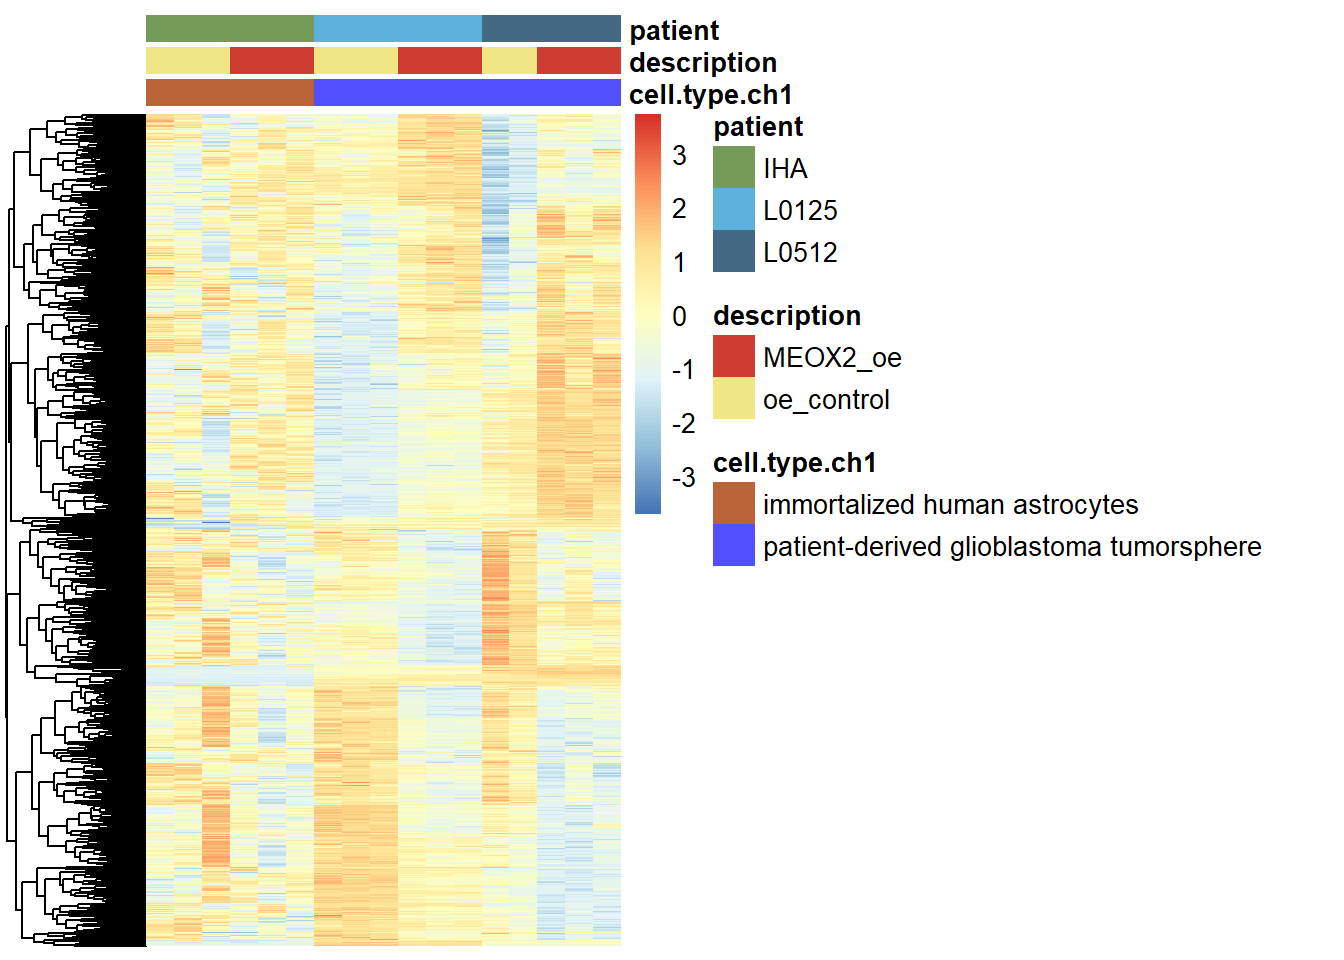 patient
description
cell.type.ch1
3
2
1
0
-1
-2
-3
patient
IHA
L0125
L0512
description
MEOX2_oe
oe_control
cell.type.ch1
immortalized human astrocytes
patient-derived glioblastoma tumorsphere